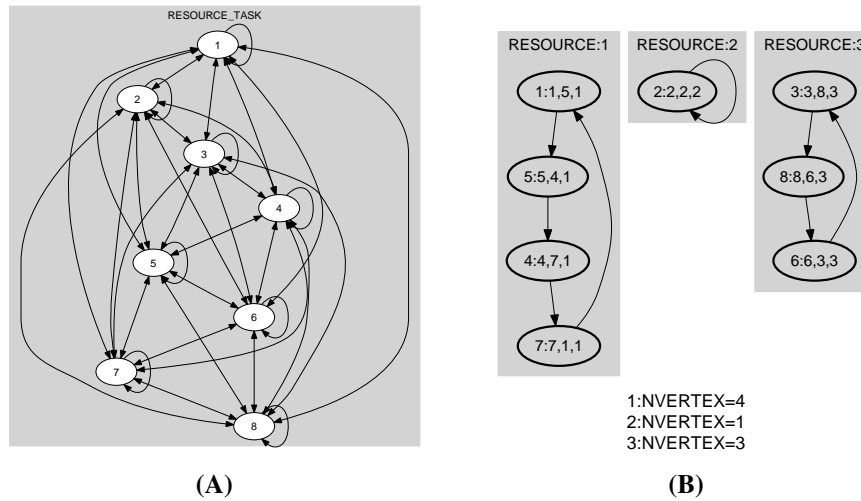 RESOURCE_TASK
1
2
3
4
5
6
7
8
(A)
RESOURCE:1
1:1,5,1
5:5,4,1
4:4,7,1
7:7,1,1
RESOURCE:2
2:2,2,2
RESOURCE:3
3:3,8,3
8:8,6,3
6:6,3,3
1:NVERTEX=4
2:NVERTEX=1
3:NVERTEX=3
(B)